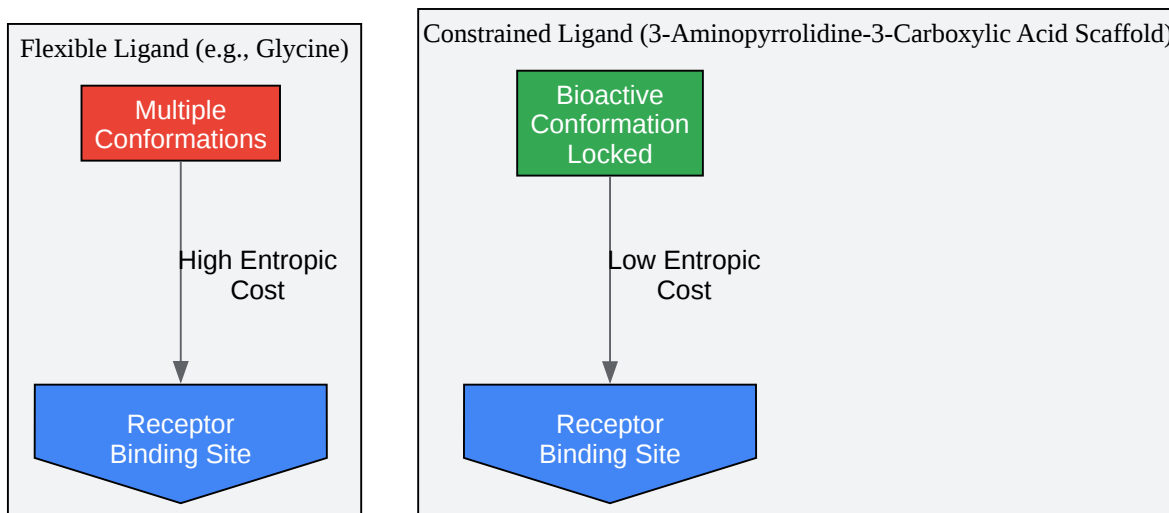 Flexible Ligand (e.g., Glycine)
Multiple
Conformations
High Entropic
Cost
Receptor
Binding Site
Constrained Ligand (3-Aminopyrrolidine-3-Carboxylic Acid Scaffold)
Bioactive
Conformation
Locked
Low Entropic
Cost
Receptor
Binding Site